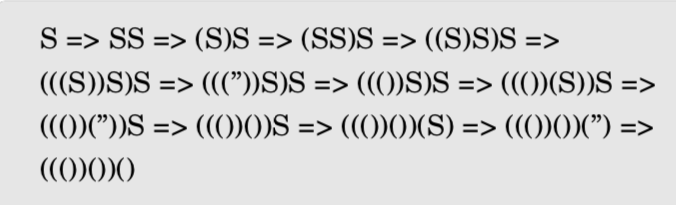 S => SS => (S)S => (SS)S => ((S)S)S =>
(((S))S)S => (((”))S)S => ((())S)S => ((())(S))S =>
((())(”))S => ((())())S => ((())())(S) => ((())())(”) =>
((())())()